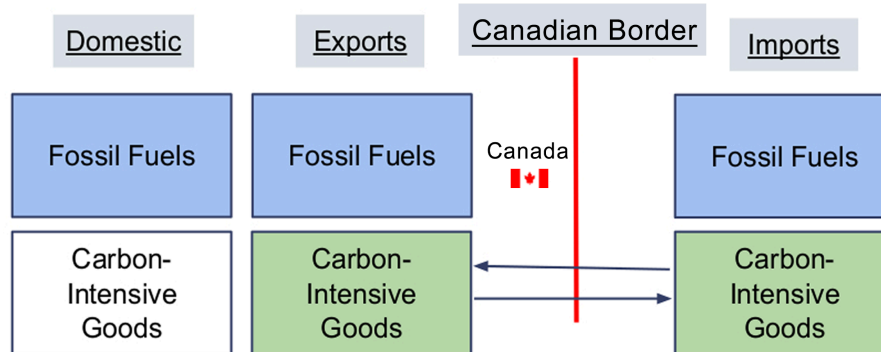 Domestic
Exports
Canadian Border
Imports
Fossil Fuels
Fossil Fuels
Canada
Fossil Fuels
Carbon-
Intensive
Goods
Carbon-
Intensive
Goods
Carbon-
Intensive
Goods